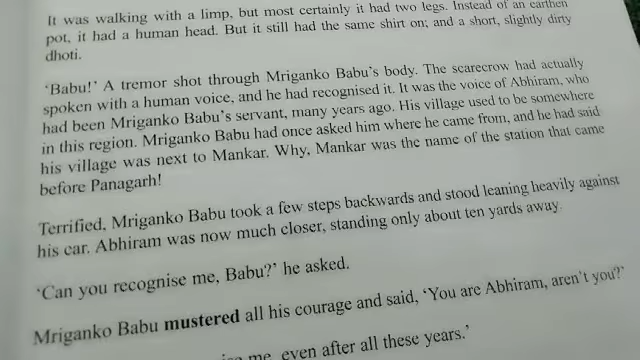 It was walking with a limp, but most certainly it had two legs. Instead of an earthen
pot, it had a human head. But it still had the same shirt on; and a short, slightly dirty
dhoti.
‘Babu!’ A tremor shot through Mriganko Babu’s body. The scarecrow had actually
spoken with a human voice, and he had recognised it. It was the voice of Abhiram, who
had been Mriganko Babu’s servant, many years ago. His village used to be somewhere
in this region. Mriganko Babu had once asked him where he came from, and he had said
his village was next to Mankar. Why, Mankar was the name of the station that came
before Panagarh!
Terrified, Mriganko Babu took a few steps backwards and stood leaning heavily against
his car. Abhiram was now much closer, standing only about ten yards away.
‘Can you recognise me, Babu?’ he asked.
Mriganko Babu mustered all his courage and said, ‘You are Abhiram, aren’t you?’
me, even after all these years.’